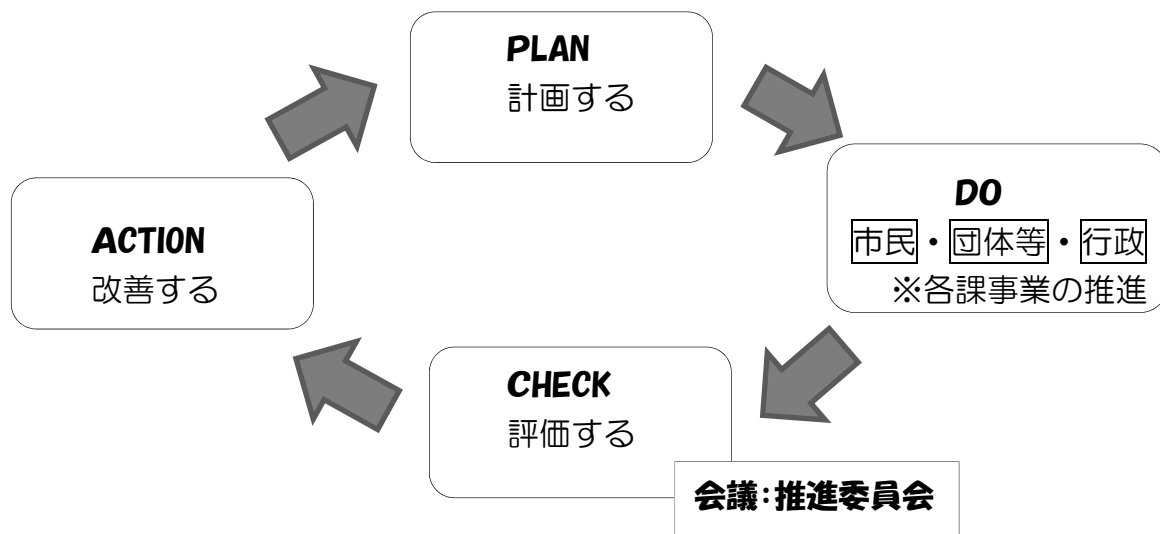 PLAN
計画する
DO
市民・団体等・行政
※各課事業の推進
CHECK
評価する
会議:推進委員会
ACTION
改善する